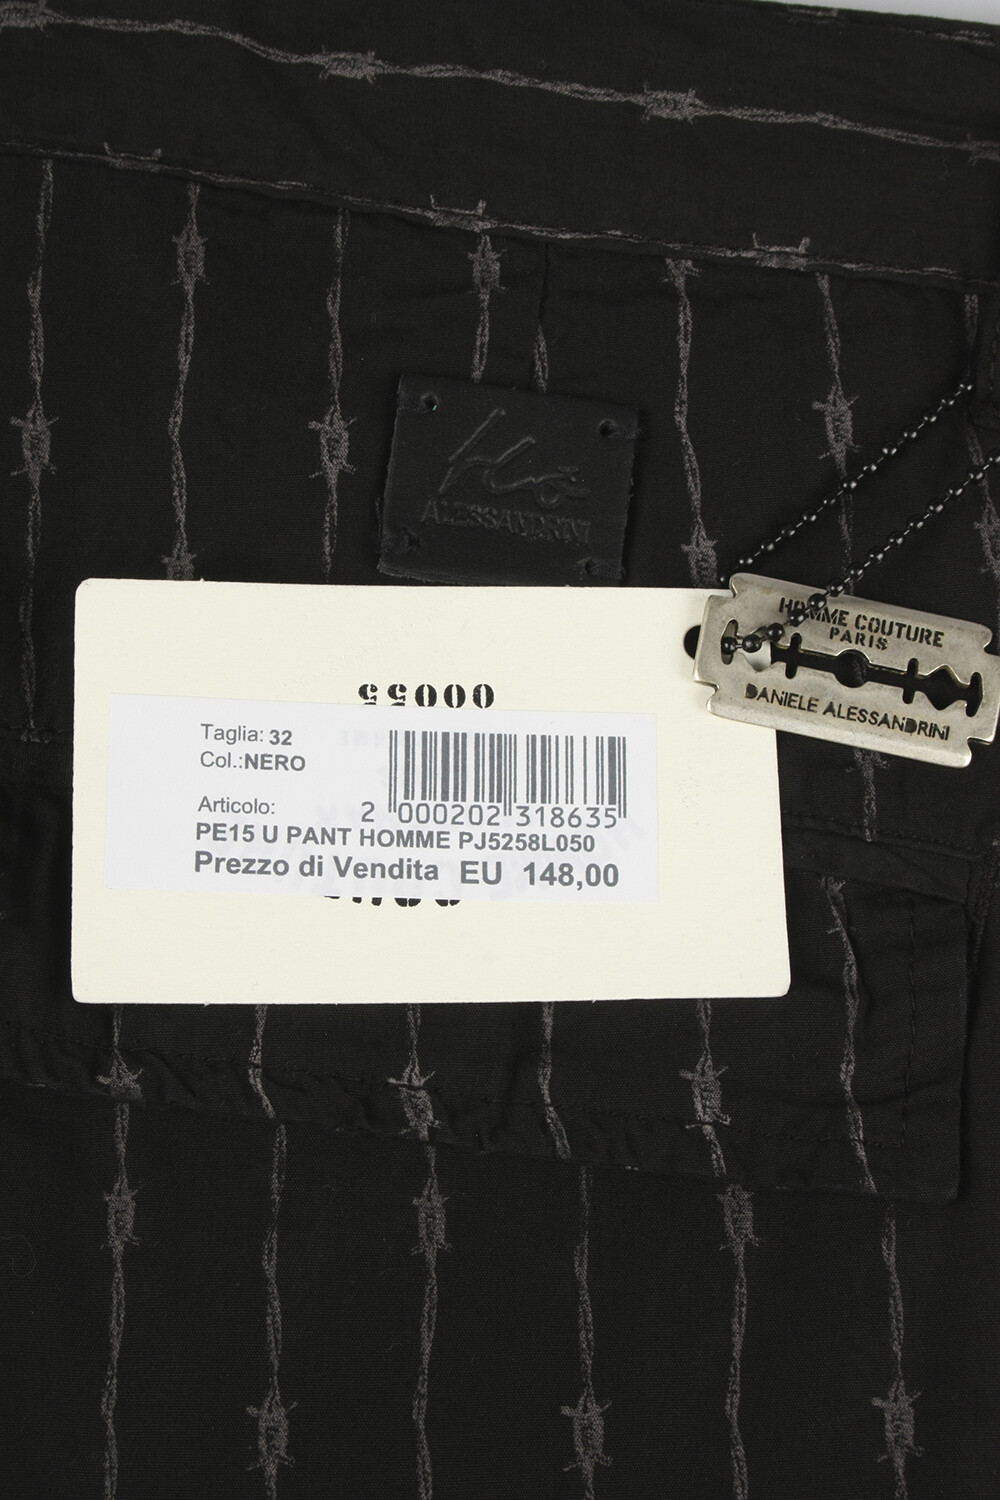 ALESSANDRINI
HOMME COUTURE
PARIS
DANIELE ALESSANDRINI
00055
Taglia: 32
Col.:NERO
2 000202 318635
Articolo:
PE15 U PANT HOMME PJ5258L050
Prezzo di Vendita EU 148,00